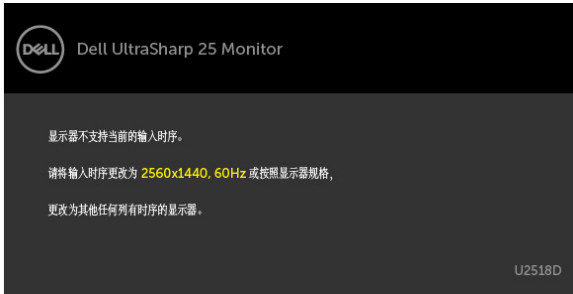 DELL
Dell UltraSharp 25 Monitor
显示器不支持当前的输入时序。
请将输入时序更改为 2560x1440, 60Hz 或按照显示器规格,
更改为其他任何列有时序的显示器。
U2518D